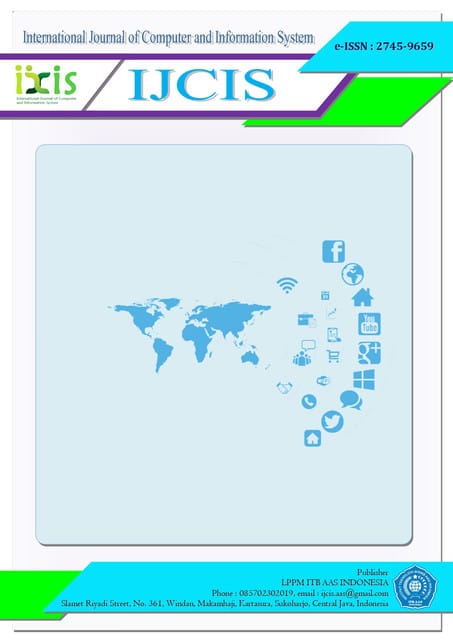 International Journal of Computer and Information System
e-ISSN : 2745-9659
ijcis
International Journal of Computer
and Information System
IJCIS
f
You
Tube
g+
Publisher
LPPM ITB AAS INDONESIA
Phone : 085702302019, email : ijcis.aas@gmail.com
Slamet Riyadi Street, No. 361, Windan, Makamhaji, Kartasura, Sukoharjo, Central Java, Indonesia